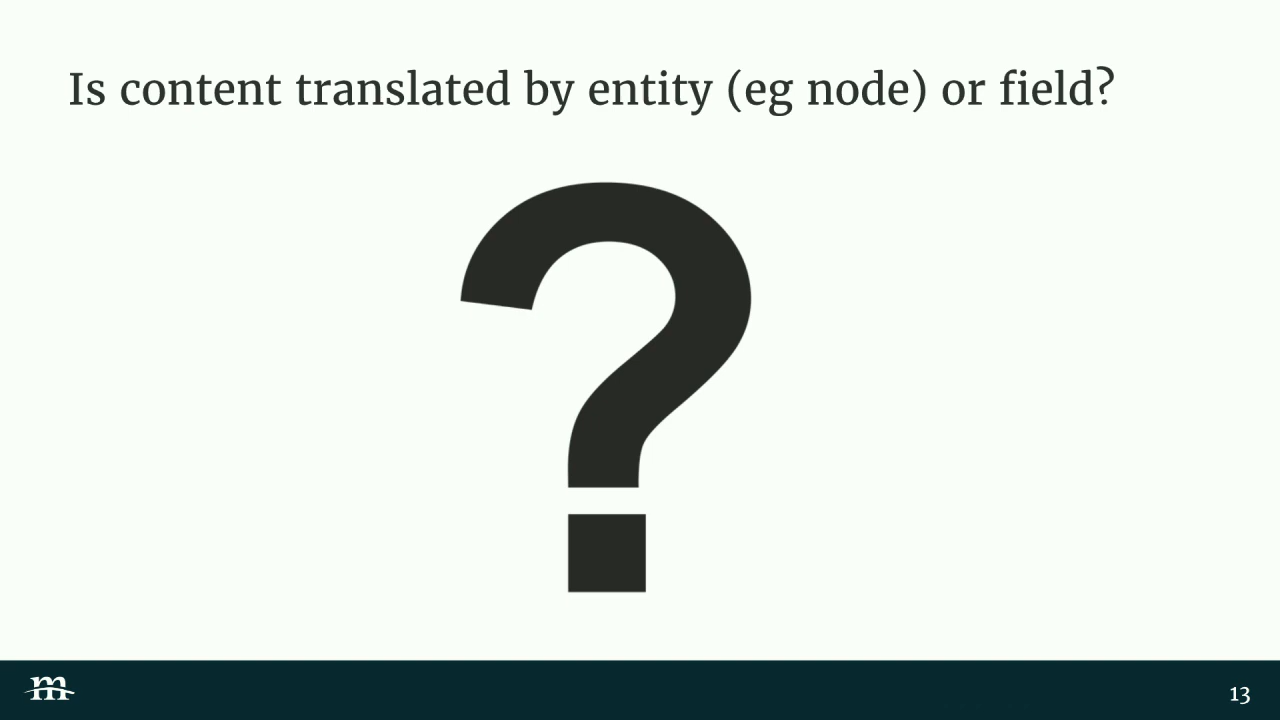 Is content translated by entity (eg node) or field?
?
m
13